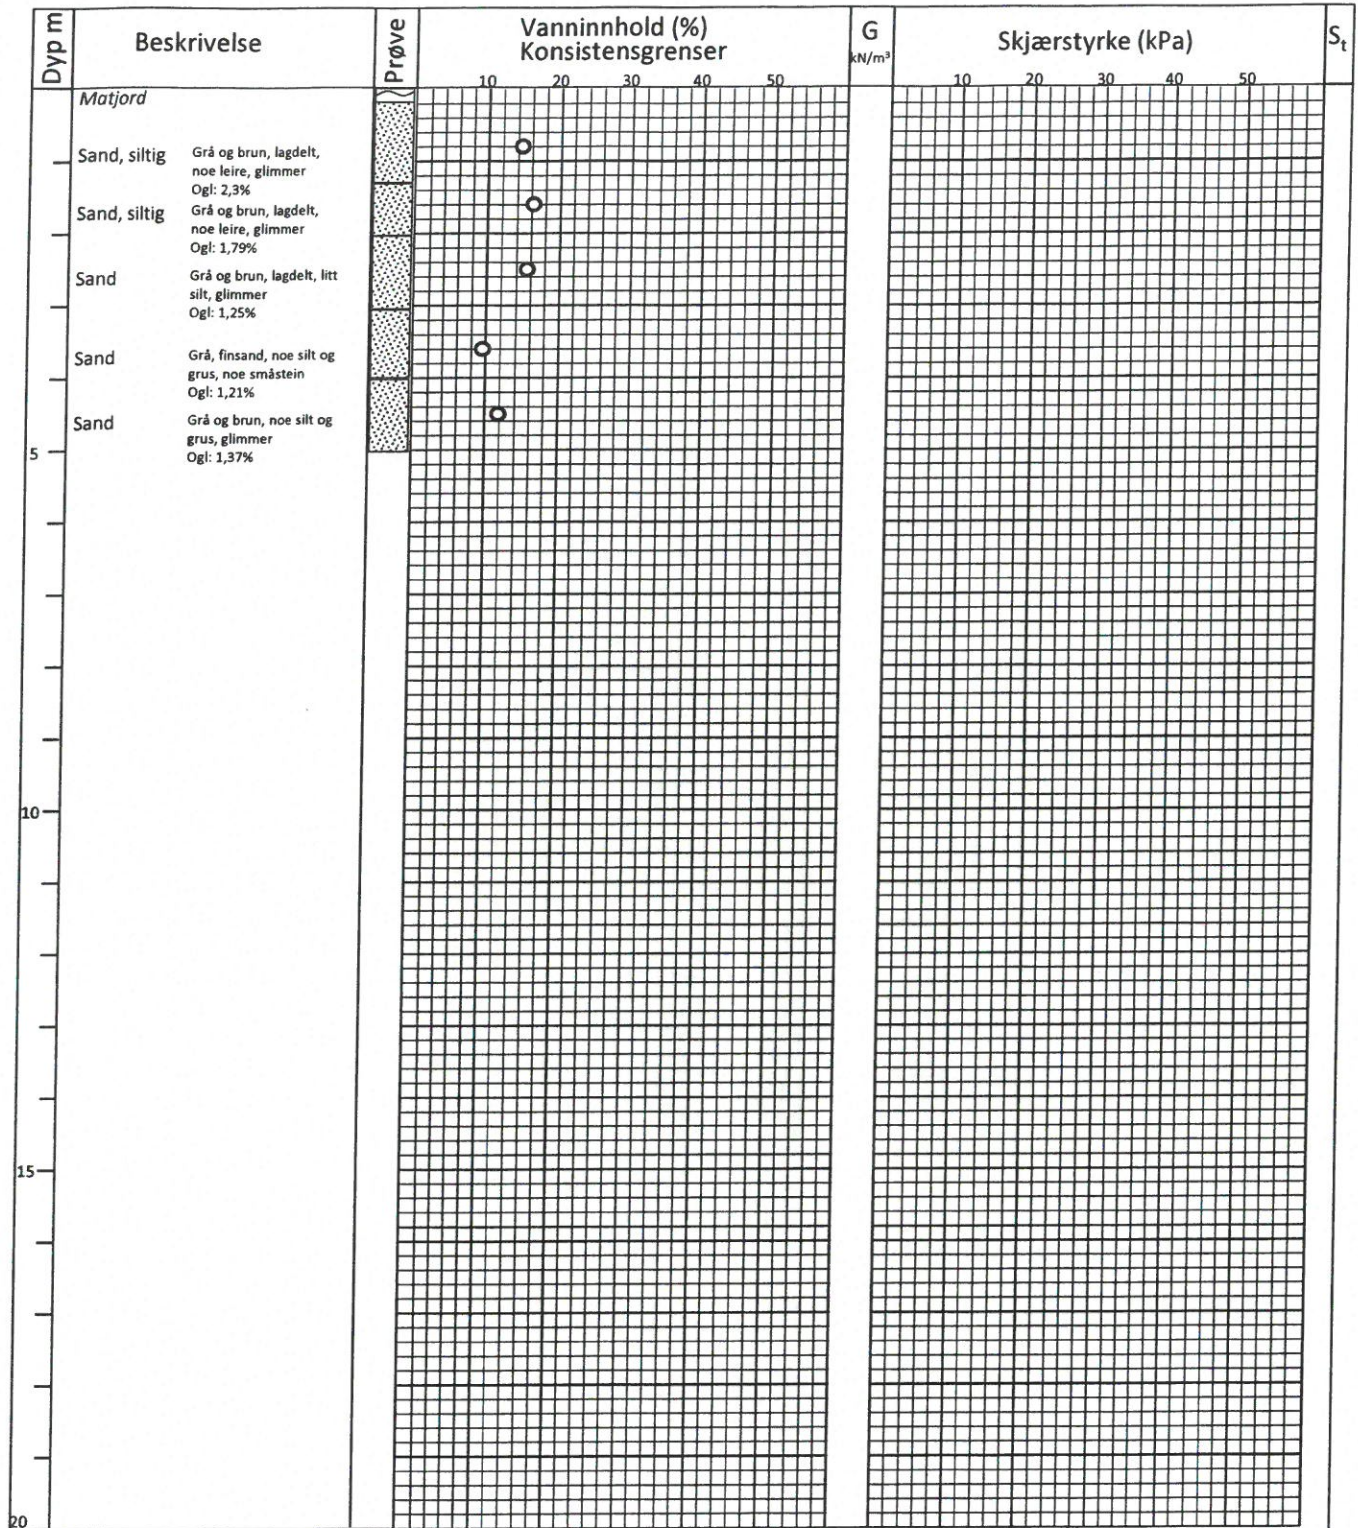 Dyp m
Beskrivelse
Prøve
Vanninnhold (%)
Konsistensgrenser
10 20 30 40 50
G
kN/m³
Skjærstyrke (kPa)
10 20 30 40 50
Sₜ
Matjord
Sand, siltig
Grå og brun, lagdelt,
noe leire, glimmer
Ogl: 2,3%
Sand, siltig
Grå og brun, lagdelt,
noe leire, glimmer
Ogl: 1,79%
Sand
Grå og brun, lagdelt, litt
silt, glimmer
Ogl: 1,25%
Sand
Grå, finsand, noe silt og
grus, noe småstein
Ogl: 1,21%
Sand
Grå og brun, noe silt og
grus, glimmer
Ogl: 1,37%
5
10
15
20